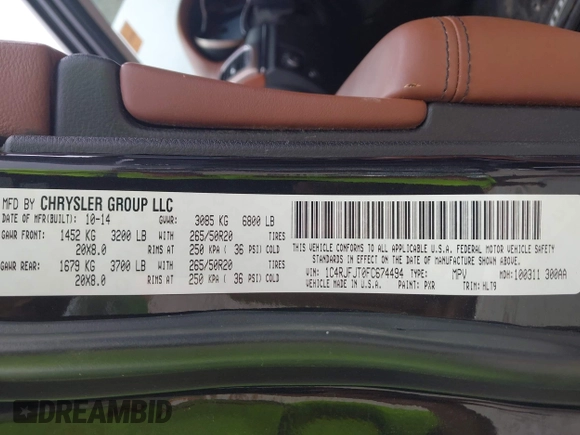 MFD BY CHRYSLER GROUP LLC
DATE OF MFR(BUILT): 10-14 GVWR: 3085 KG 6800 LB
GAWR FRONT: 1452 KG 3200 LB WITH 265/50R20 TIRES
20X8.0 RIMS AT 250 KPA ( 36 PSI) COLD
GAWR REAR: 1679 KG 3700 LB WITH 265/50R20 TIRES
20X8.0 RIMS AT 250 KPA ( 36 PSI) COLD
THIS VEHICLE CONFORMS TO ALL APPLICABLE U.S.A. FEDERAL MOTOR VEHICLE SAFETY
STANDARDS IN EFFECT ON THE DATE OF MANUFACTURE SHOWN ABOVE.
VIN: 1C4RJFJT0FC674494 TYPE: MPV MDH: 100311 300AA
VEHICLE MADE IN U.S.A. PAINT: PXR TRIM: HLT9
DREAMBID